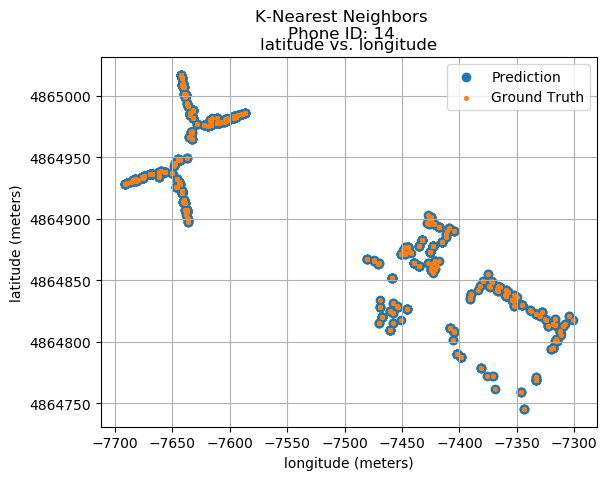 K-Nearest Neighbors
Phone ID: 14
latitude vs. longitude
Prediction
Ground Truth
4865000
4864950
4864900
4864850
4864800
4864750
latitude (meters)
−7700 −7650 −7600 −7550 −7500 −7450 −7400 −7350 −7300
longitude (meters)